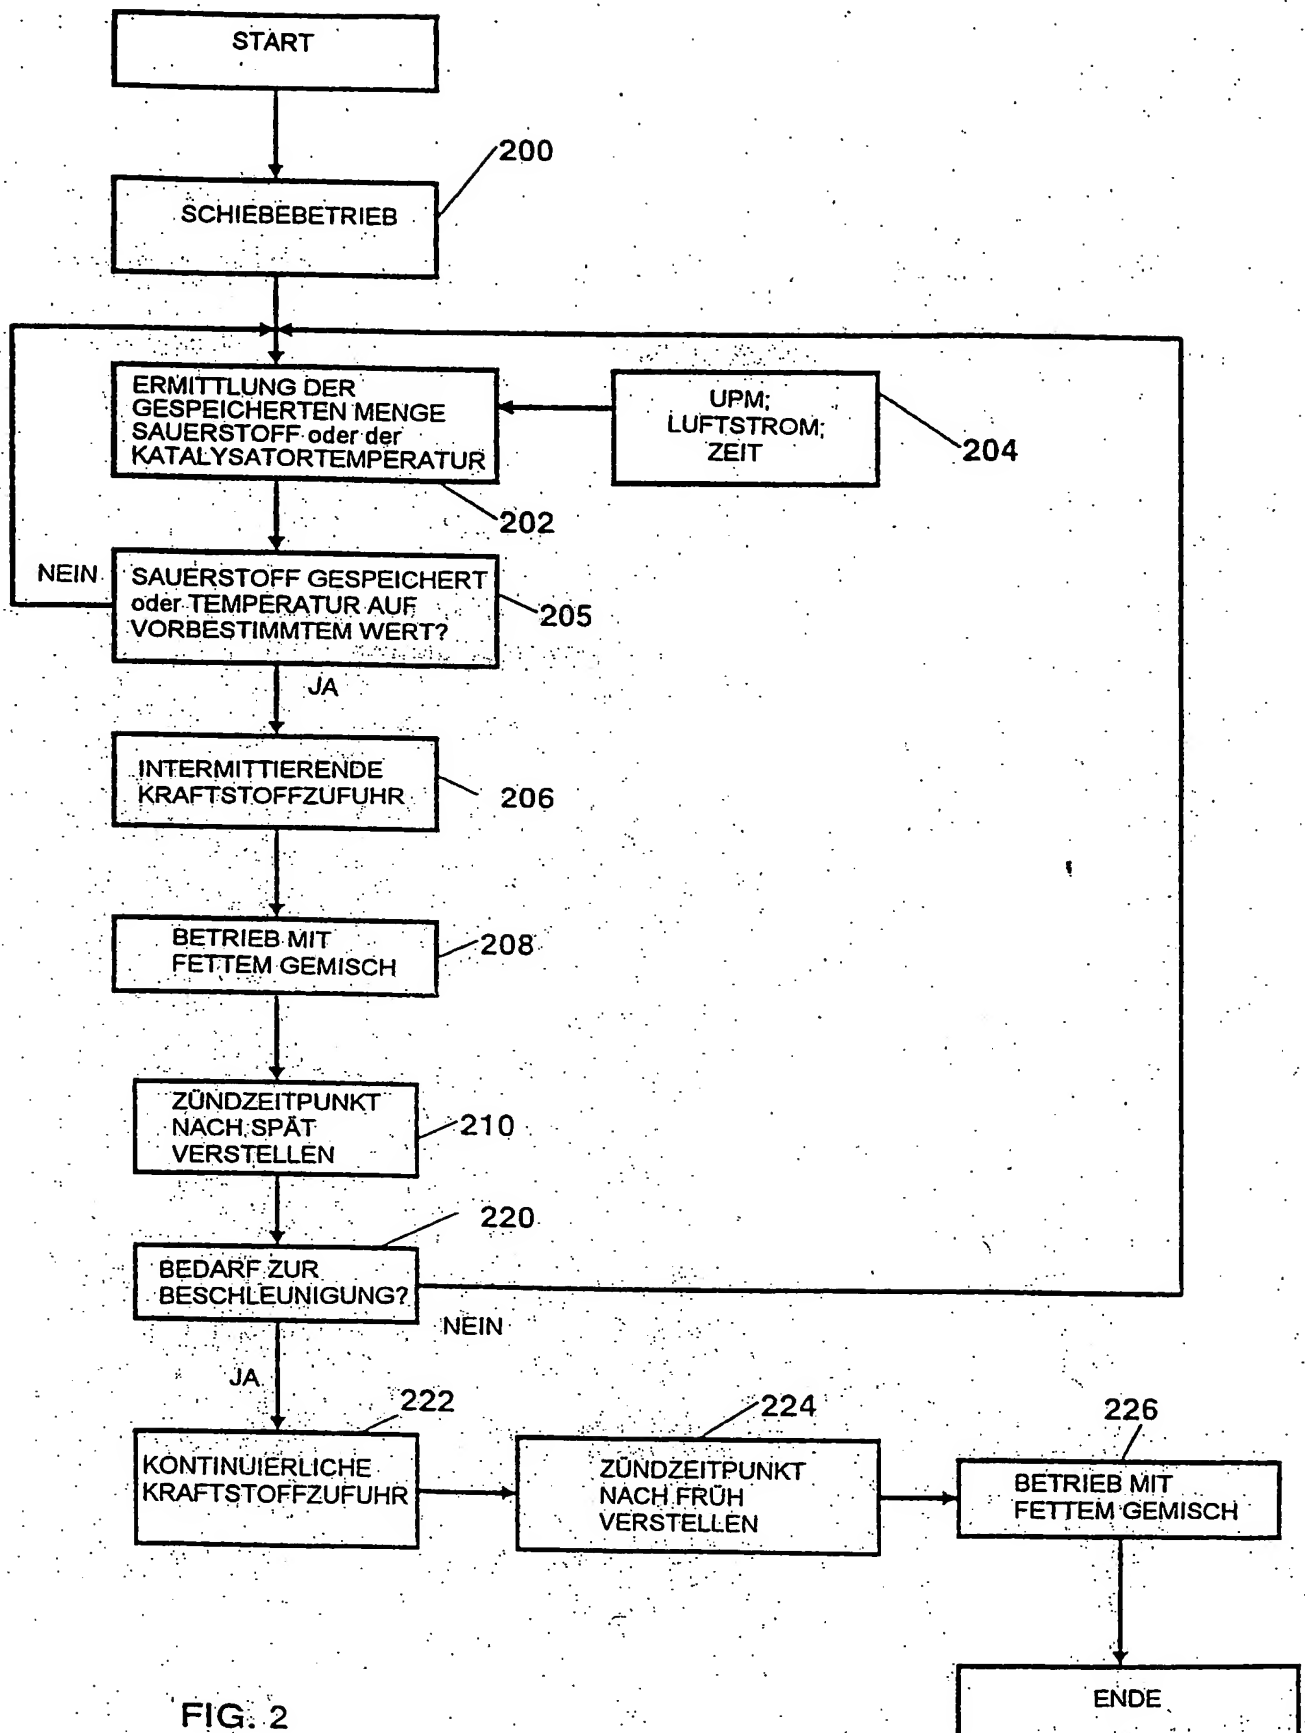 START
200
SCHIEBEBETRIEB
ERMITTLUNG DER
GESPEICHERTEN MENGE
SAUERSTOFF oder der
KATALYSATORTEMPERATUR
UPM;
LUFTSTROM;
ZEIT
204
202
NEIN
SAUERSTOFF GESPEICHERT
oder TEMPERATUR AUF
VORBESTIMMTEM WERT?
205
JA
INTERMITTIERENDE
KRAFTSTOFFZUFUHR
206
BETRIEB MIT
FETTEM GEMISCH
208
ZÜNDZEITPUNKT
NACH SPÄT
VERSTELLEN
210
220
BEDARF ZUR
BESCHLEUNIGUNG?
NEIN
JA
222
KONTINUIERLICHE
KRAFTSTOFFZUFUHR
224
ZÜNDZEITPUNKT
NACH FRÜH
VERSTELLEN
226
BETRIEB MIT
FETTEM GEMISCH
ENDE
FIG. 2